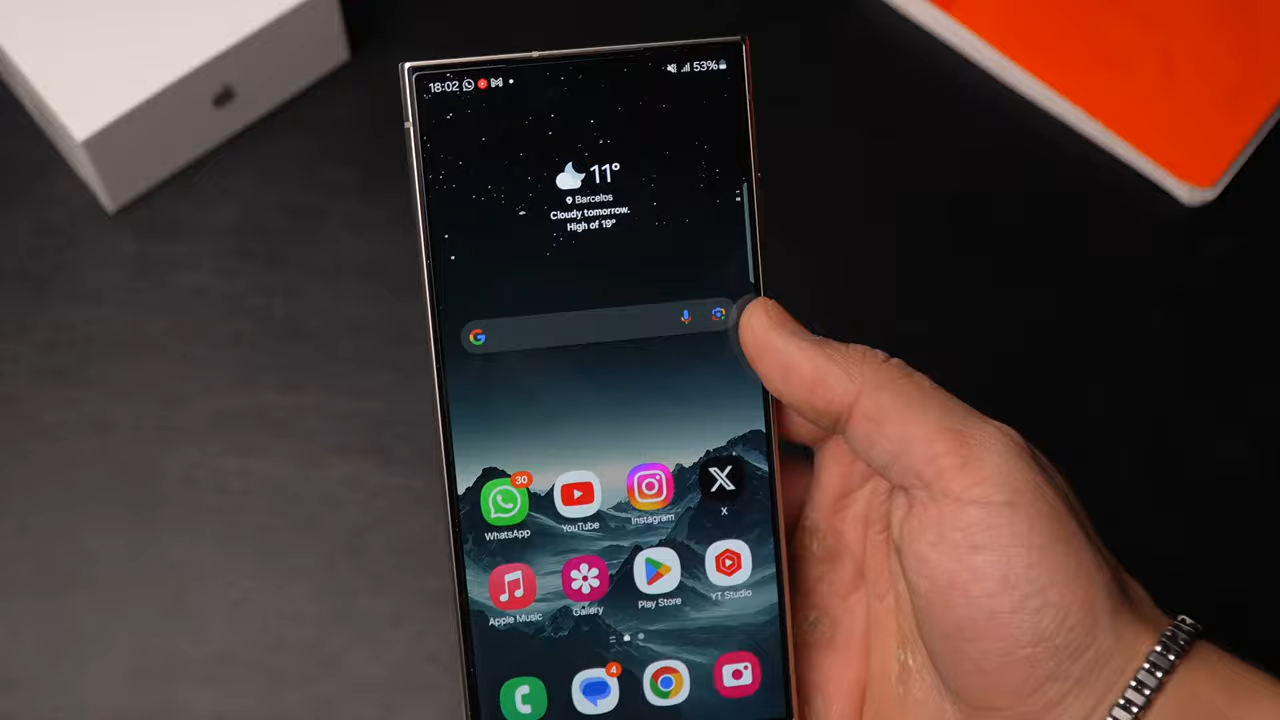 18:02
53%
11°
Barcelos
Cloudy tomorrow.
High of 19°
30
WhatsApp
YouTube
Instagram
X
Apple Music
Gallery
Play Store
YT Studio
4